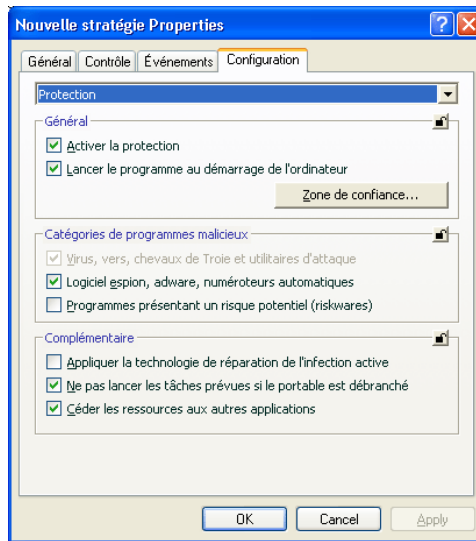 Nouvelle stratégie Properties
Général Contrôle Événements Configuration
Protection
Général
Activer la protection
Lancer le programme au démarrage de l'ordinateur
Zone de confiance...
Catégories de programmes malicieux
Virus, vers, chevaux de Troie et utilitaires d'attaque
Logiciel espion, adware, numéroteurs automatiques
Programmes présentant un risque potentiel (riskwares)
Complémentaire
Appliquer la technologie de réparation de l'infection active
Ne pas lancer les tâches prévues si le portable est débranché
Céder les ressources aux autres applications
OK Cancel Apply